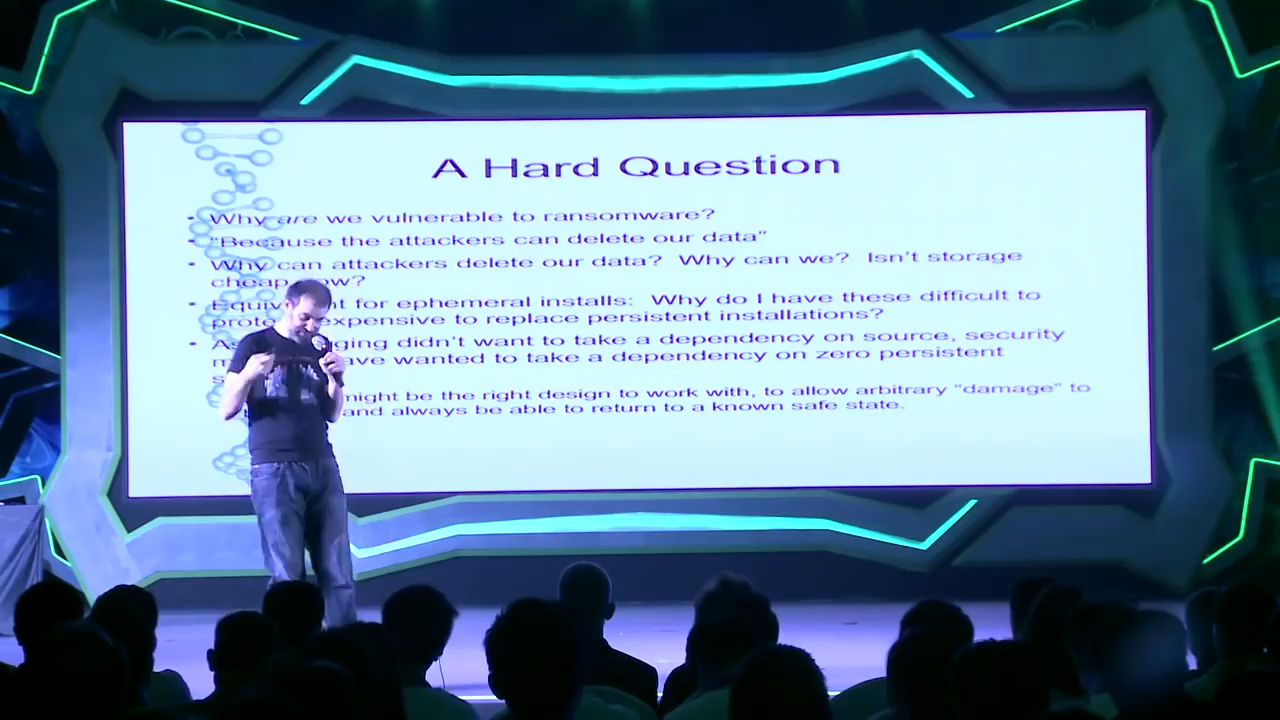 A Hard Question
• Why are we vulnerable to ransomware?
• "Because the attackers can delete our data"
• Why can attackers delete our data? Why can we? Isn't storage
cheap now?
• for ephemeral installs: Why do I have these difficult to
expensive to replace persistent installations?
• didn't want to take a dependency on source, security
wanted to take a dependency on zero persistent
might be the right design to work with, to allow arbitrary "damage" to
and always be able to return to a known safe state.